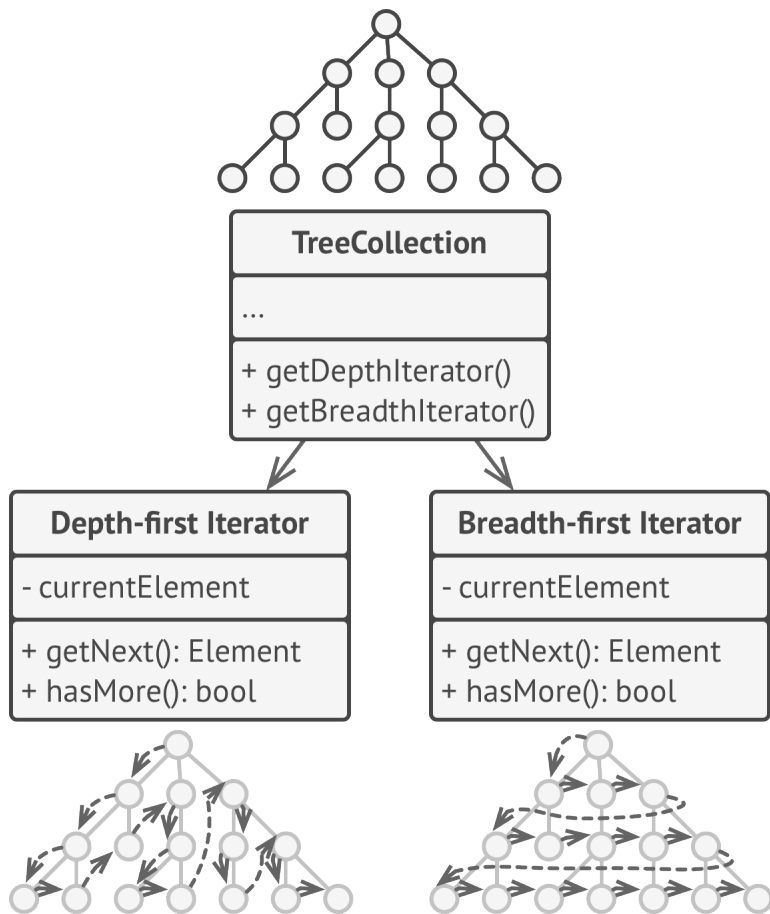 TreeCollection
...
+ getDepthIterator()
+ getBreadthIterator()
Depth-first Iterator
- currentElement
+ getNext(): Element
+ hasMore(): bool
Breadth-first Iterator
- currentElement
+ getNext(): Element
+ hasMore(): bool